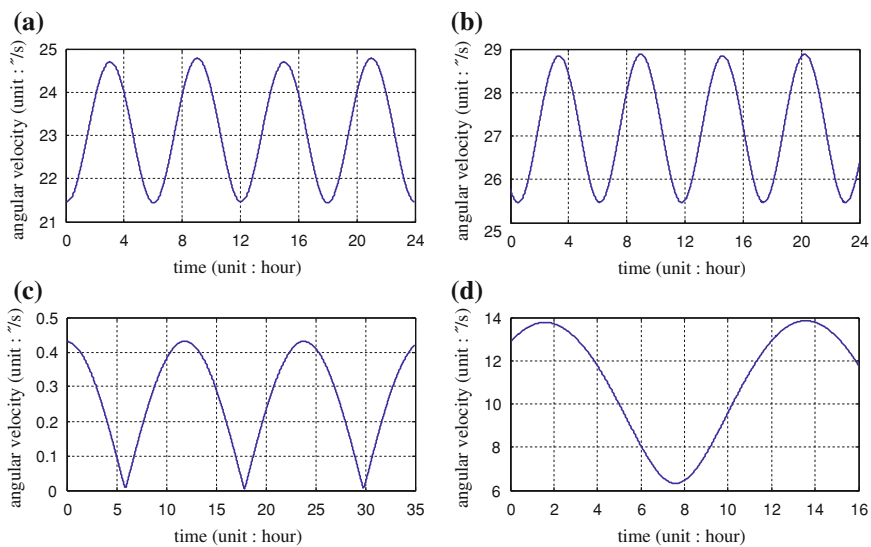 (a)
angular velocity (unit : ″/s)
25
24
23
22
21
0 4 8 12 16 20 24
time (unit : hour)
(b)
angular velocity (unit : ″/s)
29
28
27
26
25
0 4 8 12 16 20 24
time (unit : hour)
(c)
angular velocity (unit : ″/s)
0.5
0.4
0.3
0.2
0.1
0
0 5 10 15 20 25 30 35
time (unit : hour)
(d)
angular velocity (unit : ″/s)
14
12
10
8
6
0 2 4 6 8 10 12 14 16
time (unit : hour)